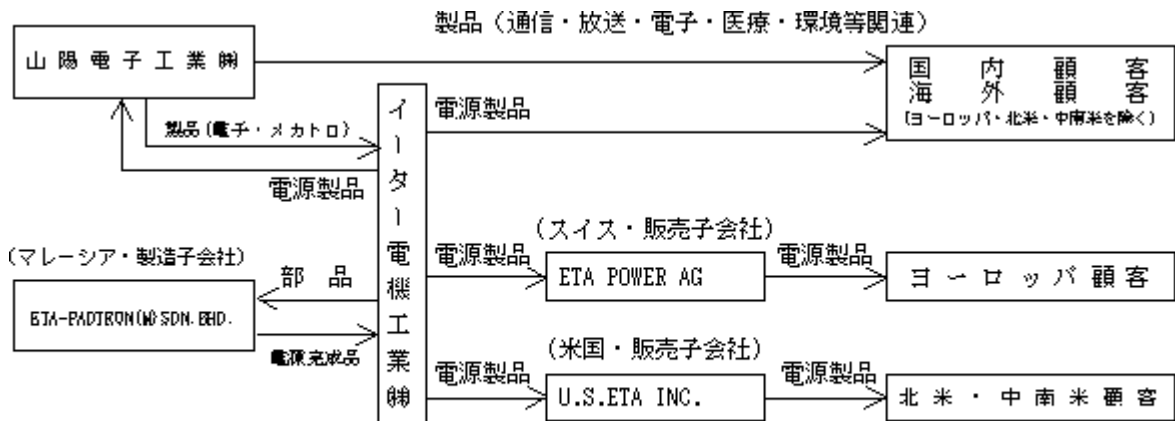 製品（通信・放送・電子・医療・環境等関連）
山陽電子工業㈱
国内顧客
海外顧客
(ヨーロッパ・北米・中南米を除く)
電源製品
製品(電子・メカトロ)
電源製品
イーター電機工業㈱
(マレーシア・製造子会社)
部品
ETA-PADTRON(M)SDN.BHD.
電源完成品
(スイス・販売子会社)
電源製品
ETA POWER AG
電源製品
ヨーロッパ顧客
(米国・販売子会社)
電源製品
U.S.ETA INC.
電源製品
北米・中南米顧客